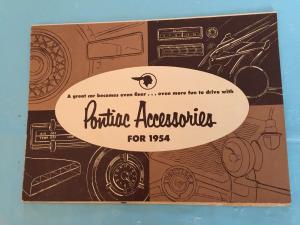 A great car becomes even finer . . . even more fun to drive with
Pontiac Accessories
FOR 1954